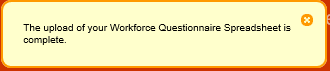 The upload of your Workforce Questionnaire Spreadsheet is
complete.